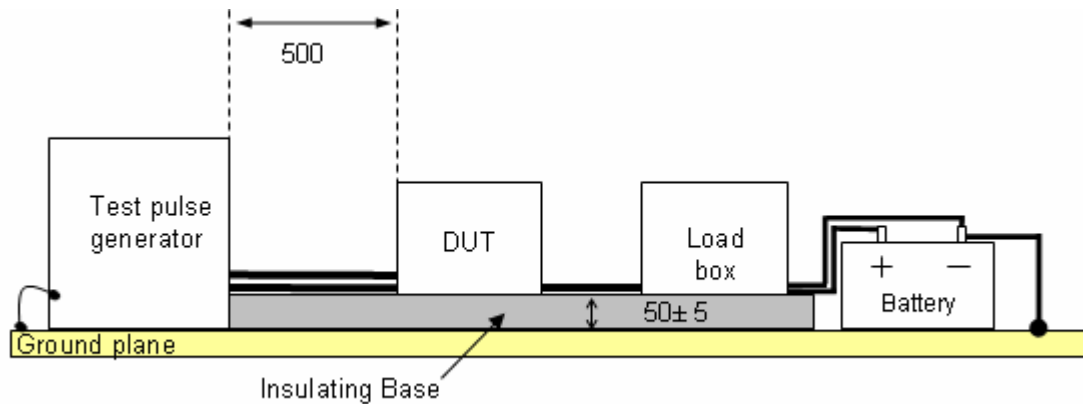 500
Test pulse
generator
DUT
Load
box
+ −
Battery
50± 5
Ground plane
Insulating Base